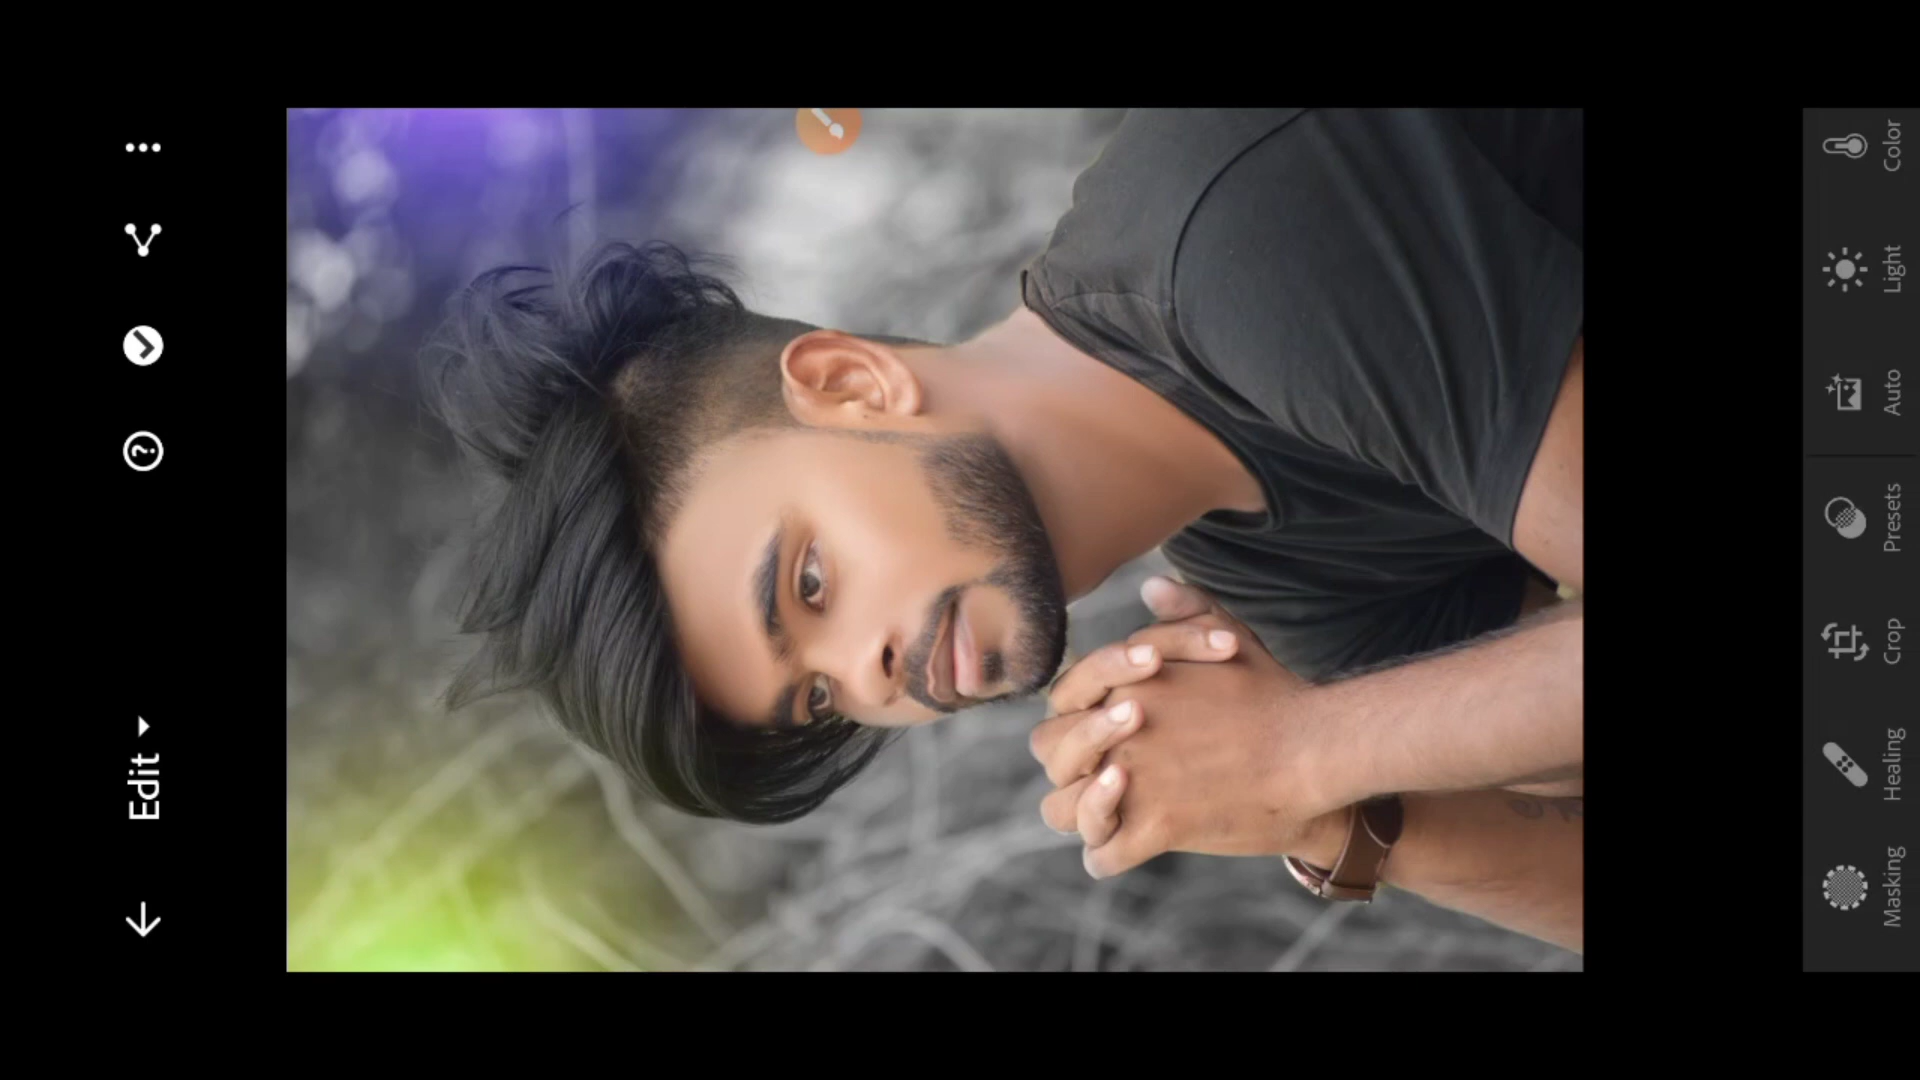 Edit
Masking
Healing
Crop
Presets
Auto
Light
Color